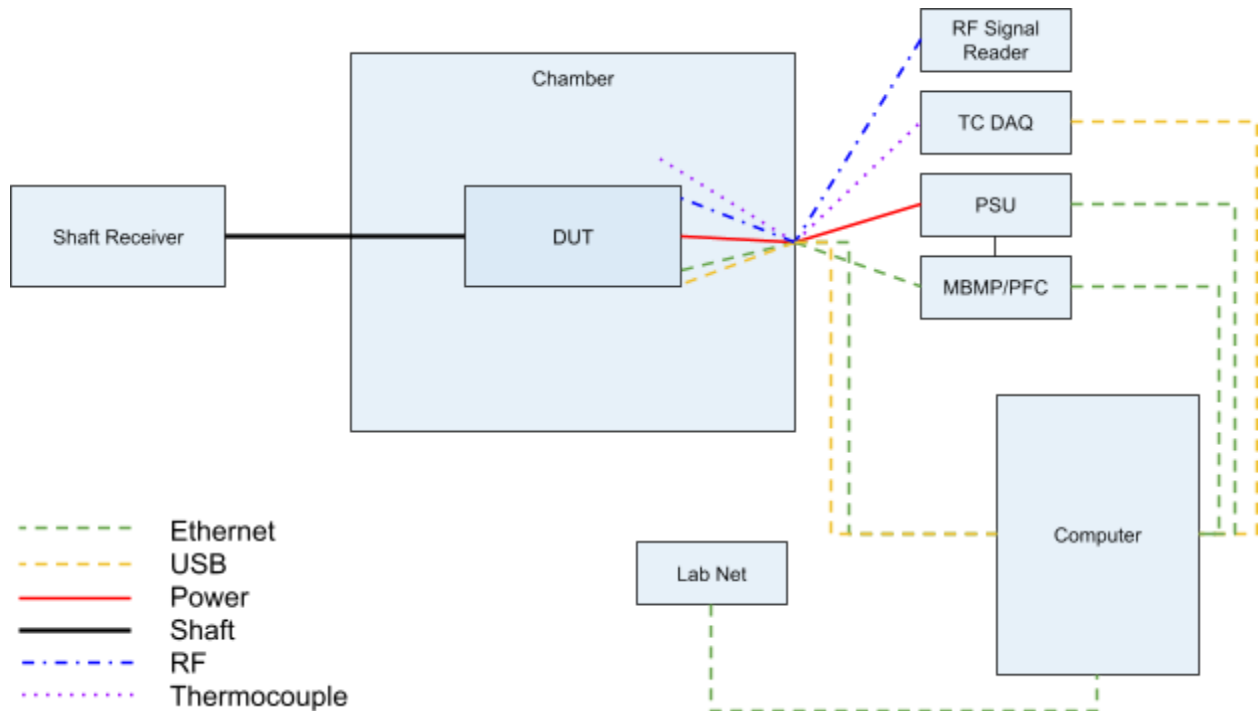 RF Signal
Reader
Chamber
TC DAQ
Shaft Receiver
DUT
PSU
MBMP/PFC
Computer
Lab Net
Ethernet
USB
Power
Shaft
RF
Thermocouple